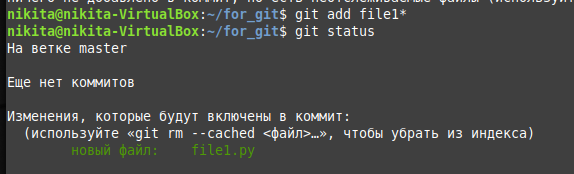 nikita@nikita-VirtualBox:~/for_git$ git add file1*
nikita@nikita-VirtualBox:~/for_git$ git status
На ветке master
Еще нет коммитов
Изменения, которые будут включены в коммит:
(используйте «git rm --cached <файл>…», чтобы убрать из индекса)
новый файл: file1.py